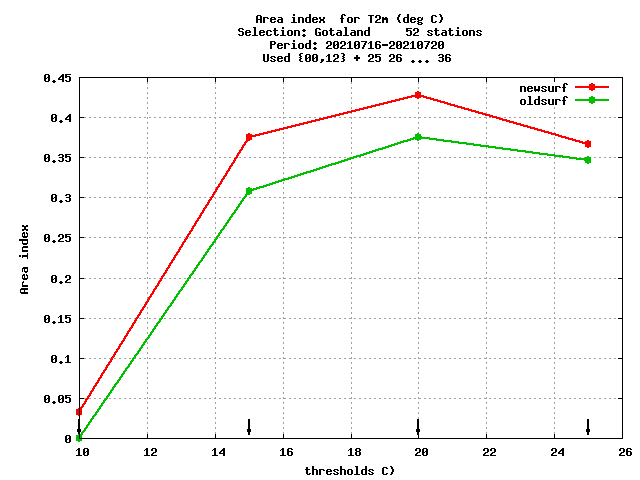 Area index  for T2m (deg C)
Selection: Gotaland     52 stations
Period: 20210716-20210720
Used {00,12} + 25 26 ... 36
newsurf
oldsurf
0.45
0.4
0.35
0.3
0.25
0.2
0.15
0.1
0.05
0
Area index
10 12 14 16 18 20 22 24 26
thresholds C)